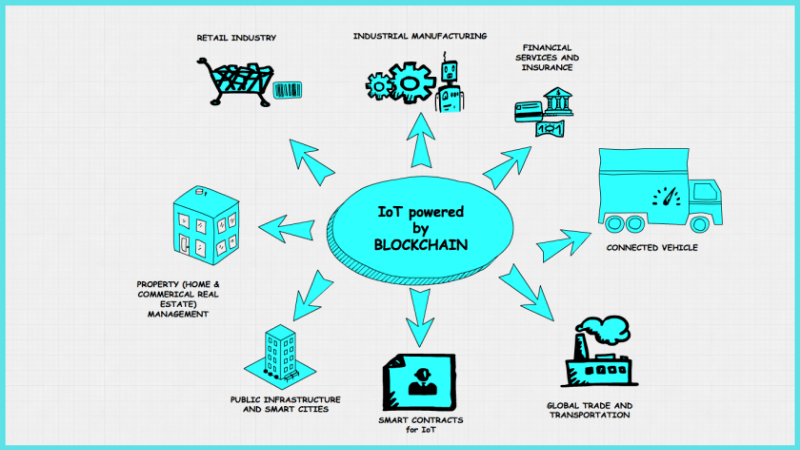 RETAIL INDUSTRY
INDUSTRIAL MANUFACTURING
FINANCIAL
SERVICES AND
INSURANCE
IoT powered
by
BLOCKCHAIN
CONNECTED VEHICLE
PROPERTY (HOME &
COMMERICAL REAL
ESTATE)
MANAGEMENT
PUBLIC INFRASTRUCTURE
AND SMART CITIES
SMART CONTRACTS
for IoT
GLOBAL TRADE AND
TRANSPORTATION